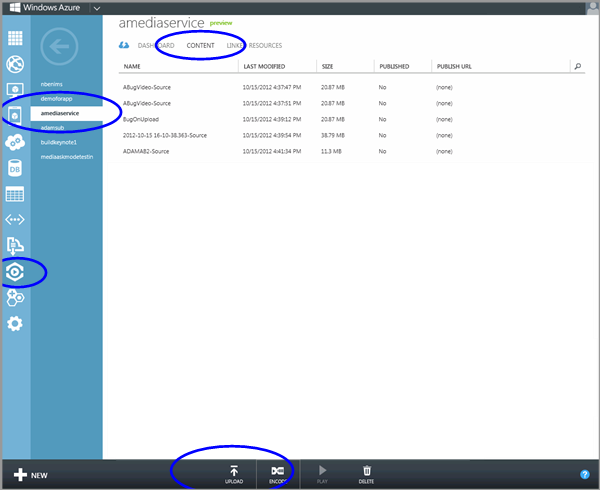 Windows Azure
amediaservice preview
DASHBOARD CONTENT LINKED RESOURCES
nbenims
demoforapp
amediaservice
adamsub
buildkeynote1
mediaaskmodetestin
NAME LAST MODIFIED SIZE PUBLISHED PUBLISH URL
ABugVideo-Source 10/15/2012 4:37:47 PM 20.87 MB No (none)
ABugVideo-Source 10/15/2012 4:37:51 PM 20.87 MB No (none)
BugOnUpload 10/15/2012 4:39:12 PM 20.87 MB No (none)
2012-10-15 16-10-38.363-Source 10/15/2012 4:39:54 PM 38.79 MB No (none)
ADAMAB2-Source 10/15/2012 4:41:34 PM 11.3 MB No (none)
DB
NEW
UPLOAD ENCODE PLAY DELETE
?